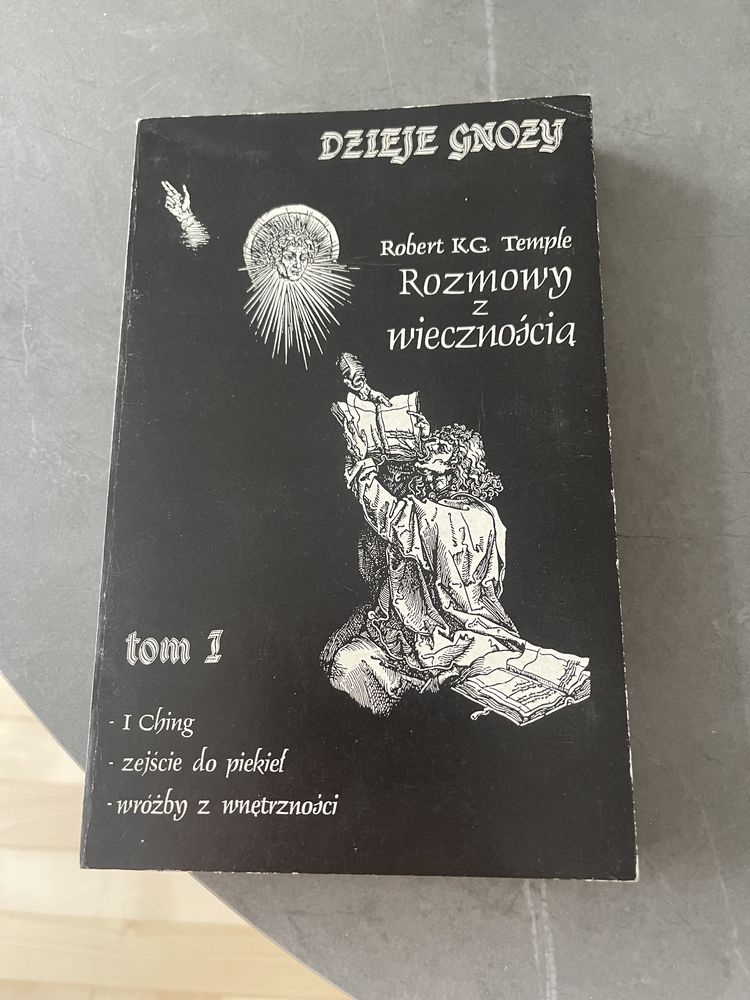 DZIEJE GNOZY
Robert K.G. Temple
Rozmowy
z
wiecznością
tom I
- I Ching
- zejście do piekieł
- wróżby z wnętrzności